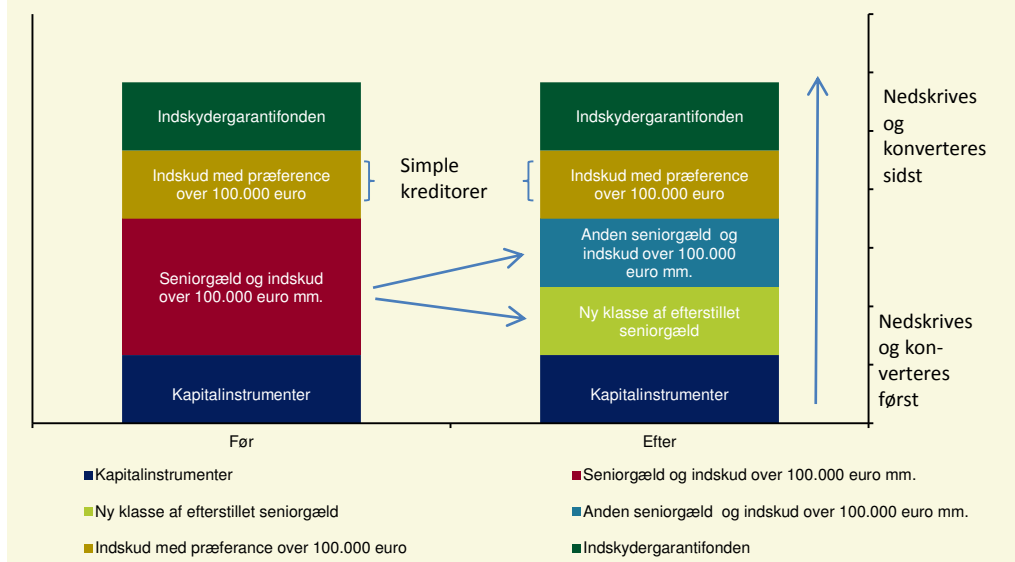 Indskydergarantifonden
Indskud med præference
over 100.000 euro
Seniorgæld og indskud
over 100.000 euro mm.
Kapitalinstrumenter
Simple
kreditorer
Indskydergarantifonden
Indskud med præference
over 100.000 euro
Anden seniorgæld og
indskud over 100.000
euro mm.
Ny klasse af efterstillet
seniorgæld
Kapitalinstrumenter
Nedskrives
og
konverteres
sidst
Nedskrives
og kon-
verteres
først
Før
Efter
Kapitalinstrumenter
Seniorgæld og indskud over 100.000 euro mm.
Ny klasse af efterstillet seniorgæld
Anden seniorgæld og indskud over 100.000 euro mm.
Indskud med præferance over 100.000 euro
Indskydergarantifonden